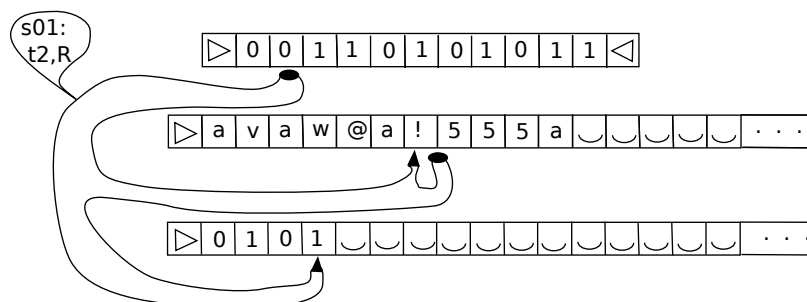 s01:
t2,R
▷ 0 0 1 1 0 1 0 1 0 1 1 ◁
▷ a v a w @ a ! 5 5 5 a ‿ ‿ ‿ ‿ ‿ · · ·
▷ 0 1 0 1 ‿ ‿ ‿ ‿ ‿ ‿ ‿ ‿ ‿ ‿ ‿ ‿ · · ·